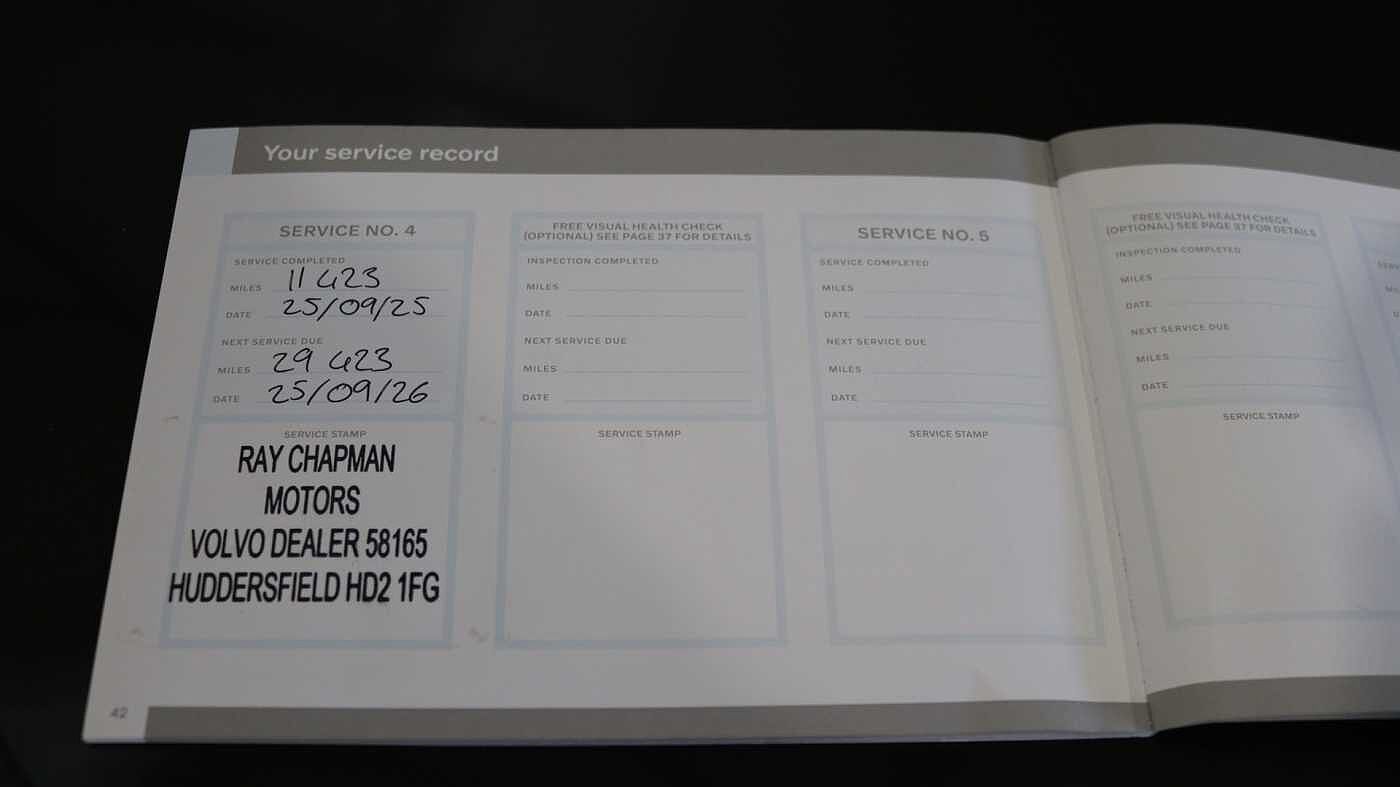 Your service record
SERVICE NO. 4
SERVICE COMPLETED
MILES 11 423
DATE 25/09/25
NEXT SERVICE DUE
MILES 29 423
DATE 25/09/26
SERVICE STAMP
RAY CHAPMAN
MOTORS
VOLVO DEALER 58165
HUDDERSFIELD HD2 1FG
FREE VISUAL HEALTH CHECK
(OPTIONAL) SEE PAGE 37 FOR DETAILS
INSPECTION COMPLETED
MILES
DATE
NEXT SERVICE DUE
MILES
DATE
SERVICE STAMP
SERVICE NO. 5
SERVICE COMPLETED
MILES
DATE
NEXT SERVICE DUE
MILES
DATE
SERVICE STAMP
42
FREE VISUAL HEALTH CHECK
(OPTIONAL) SEE PAGE 37 FOR DETAILS
INSPECTION COMPLETED
MILES
DATE
NEXT SERVICE DUE
MILES
DATE
SERVICE STAMP